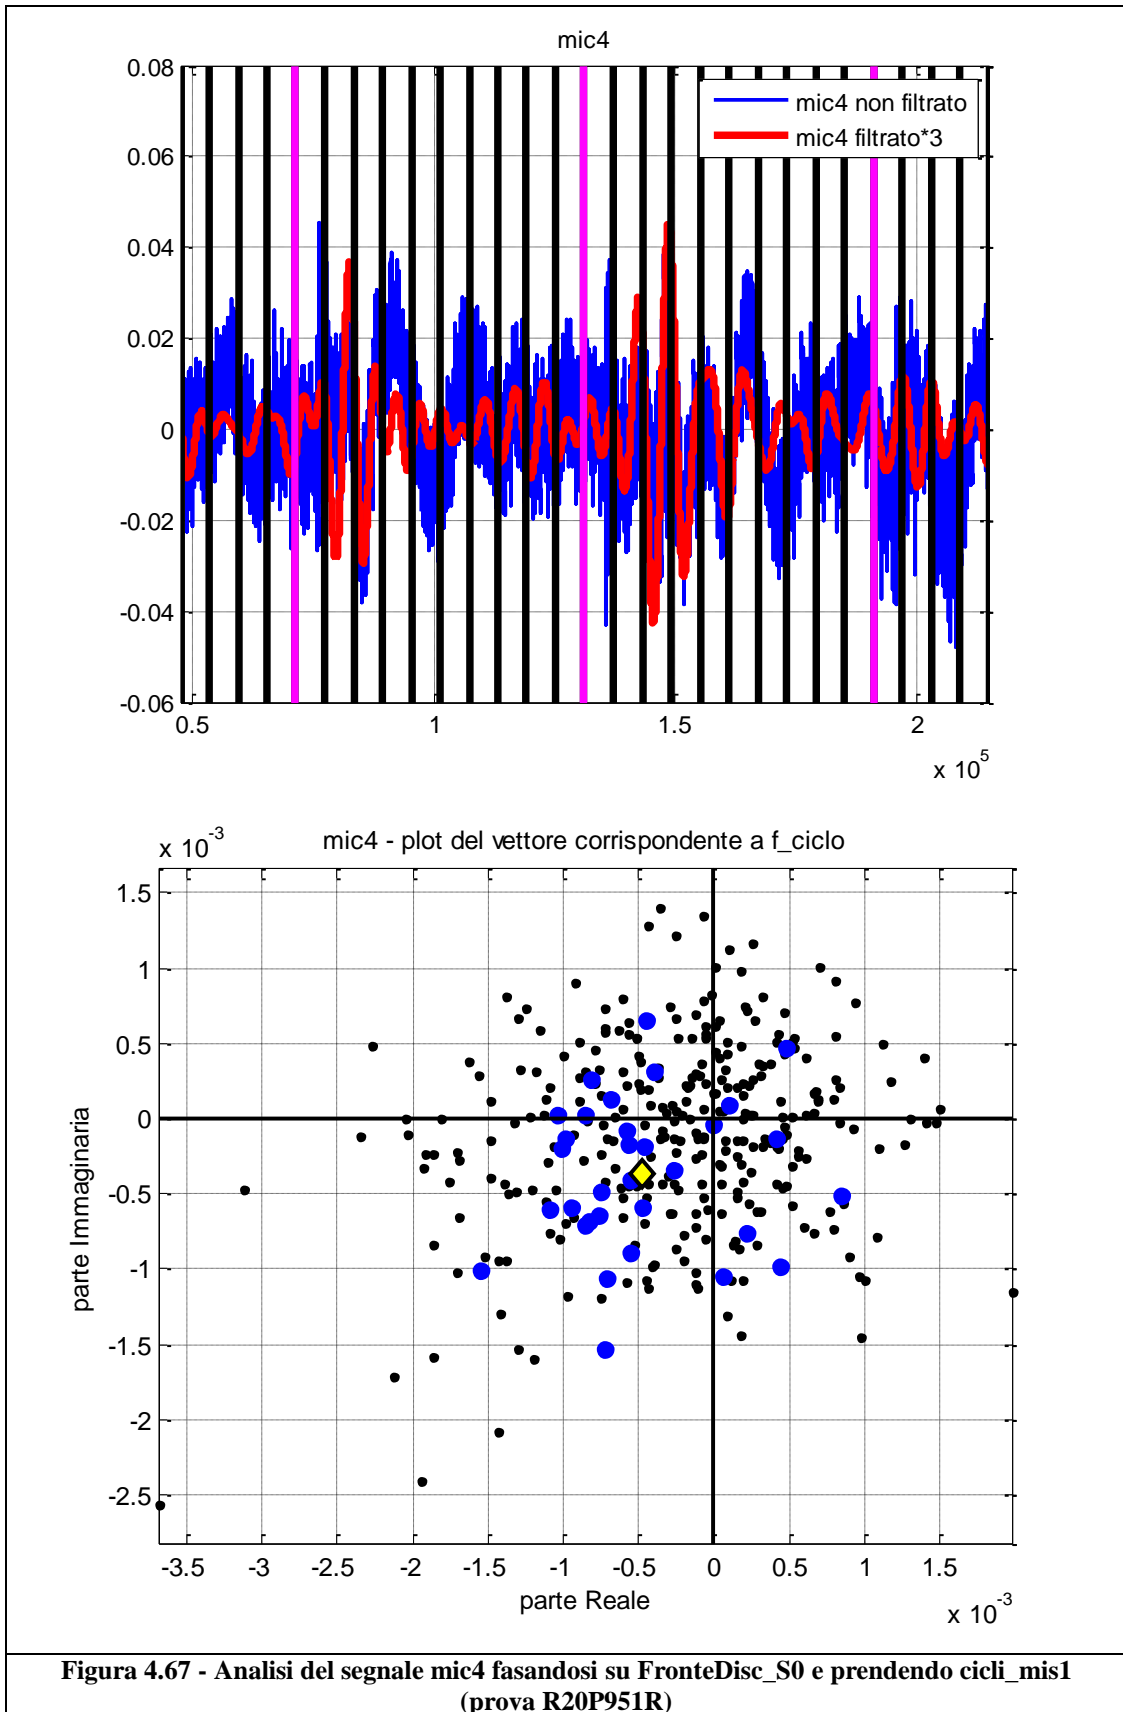 mic4
0.08
0.06
0.04
0.02
0
-0.02
-0.04
-0.06
0.5
1
1.5
2
x 10^5
mic4 non filtrato
mic4 filtrato*3
x 10^-3
mic4 - plot del vettore corrispondente a f_ciclo
1.5
1
0.5
0
-0.5
-1
-1.5
-2
-2.5
parte Immaginaria
-3.5
-3
-2.5
-2
-1.5
-1
-0.5
0
0.5
1
1.5
parte Reale
x 10^-3
Figura 4.67 - Analisi del segnale mic4 fasandosi su FronteDisc_S0 e prendendo cicli_mis1
(prova R20P951R)